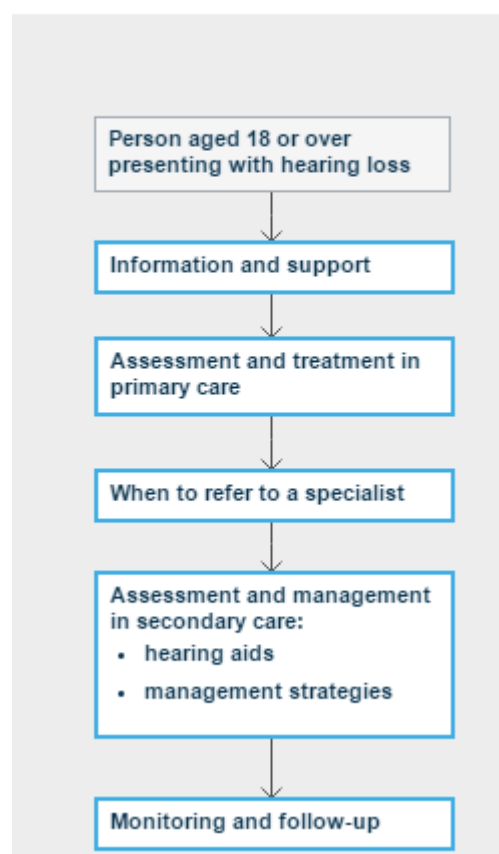 Person aged 18 or over
presenting with hearing loss
Information and support
Assessment and treatment in
primary care
When to refer to a specialist
Assessment and management
in secondary care:
• hearing aids
• management strategies
Monitoring and follow-up